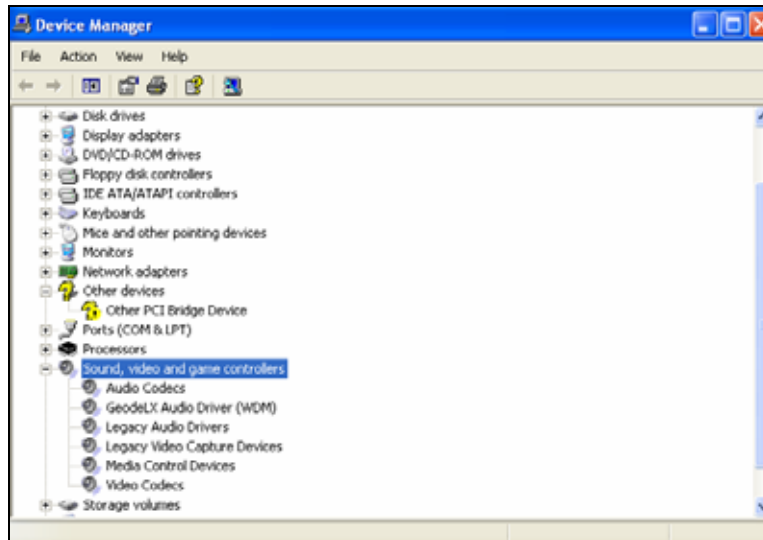 Device Manager
File Action View Help
Disk drives
Display adapters
DVD/CD-ROM drives
Floppy disk controllers
IDE ATA/ATAPI controllers
Keyboards
Mice and other pointing devices
Monitors
Network adapters
Other devices
Other PCI Bridge Device
Ports (COM & LPT)
Processors
Sound, video and game controllers
Audio Codecs
GeodeLX Audio Driver (WDM)
Legacy Audio Drivers
Legacy Video Capture Devices
Media Control Devices
Video Codecs
Storage volumes